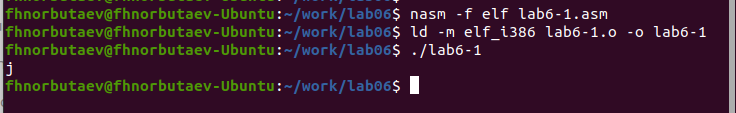 fhnorbutaev@fhnorbutaev-Ubuntu:~/work/lab06$ nasm -f elf lab6-1.asm
fhnorbutaev@fhnorbutaev-Ubuntu:~/work/lab06$ ld -m elf_i386 lab6-1.o -o lab6-1
fhnorbutaev@fhnorbutaev-Ubuntu:~/work/lab06$ ./lab6-1
j
fhnorbutaev@fhnorbutaev-Ubuntu:~/work/lab06$